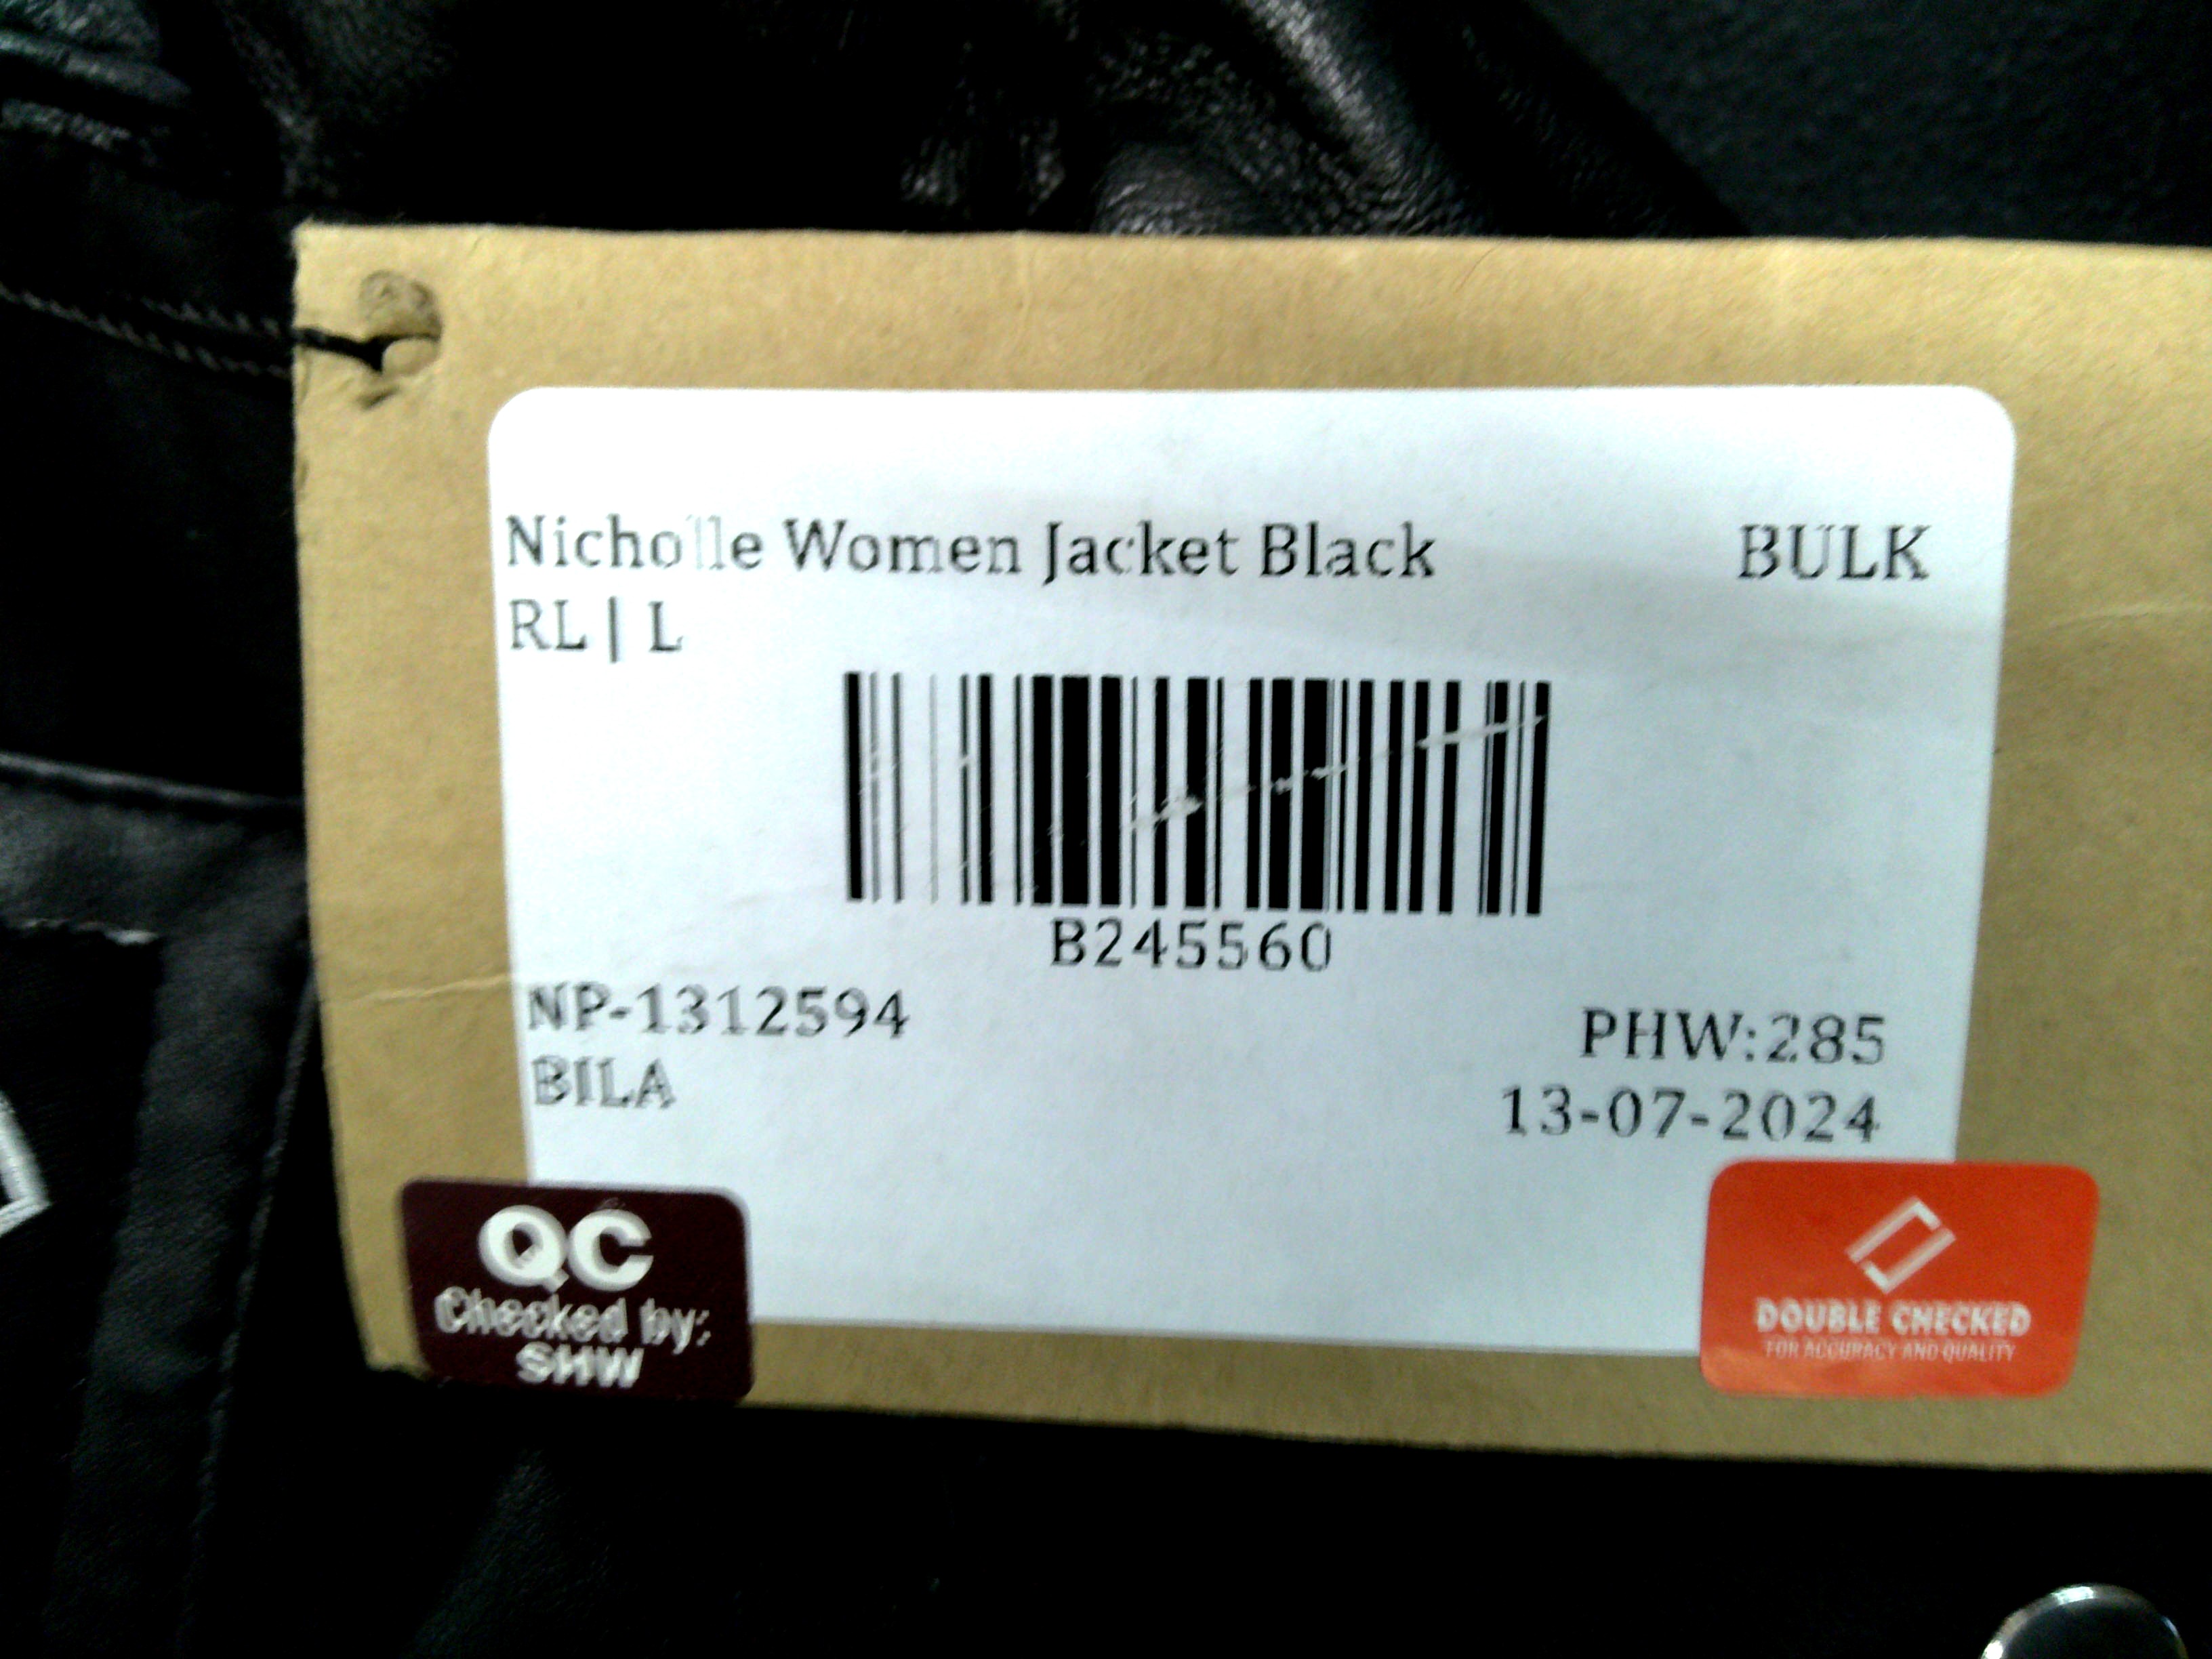 Nicholle Women Jacket Black BULK
RL | L
B245560
NP-1312594
PHW:285
BILA
13-07-2024
QC
Checked by:
SHW
DOUBLE CHECKED
FOR ACCURACY AND QUALITY